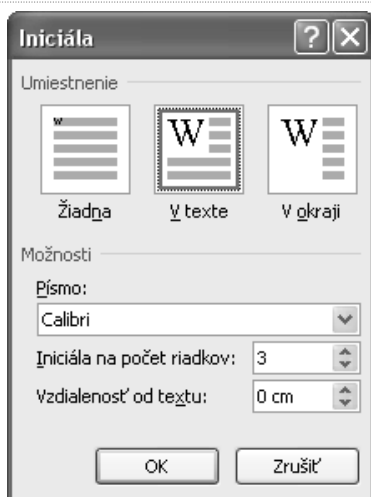 Iniciála
Umiestnenie
W W W
Žiadna V texte V okraji
Možnosti
Písmo:
Calibri
Iniciála na počet riadkov: 3
Vzdialenosť od textu: 0 cm
OK Zrušiť